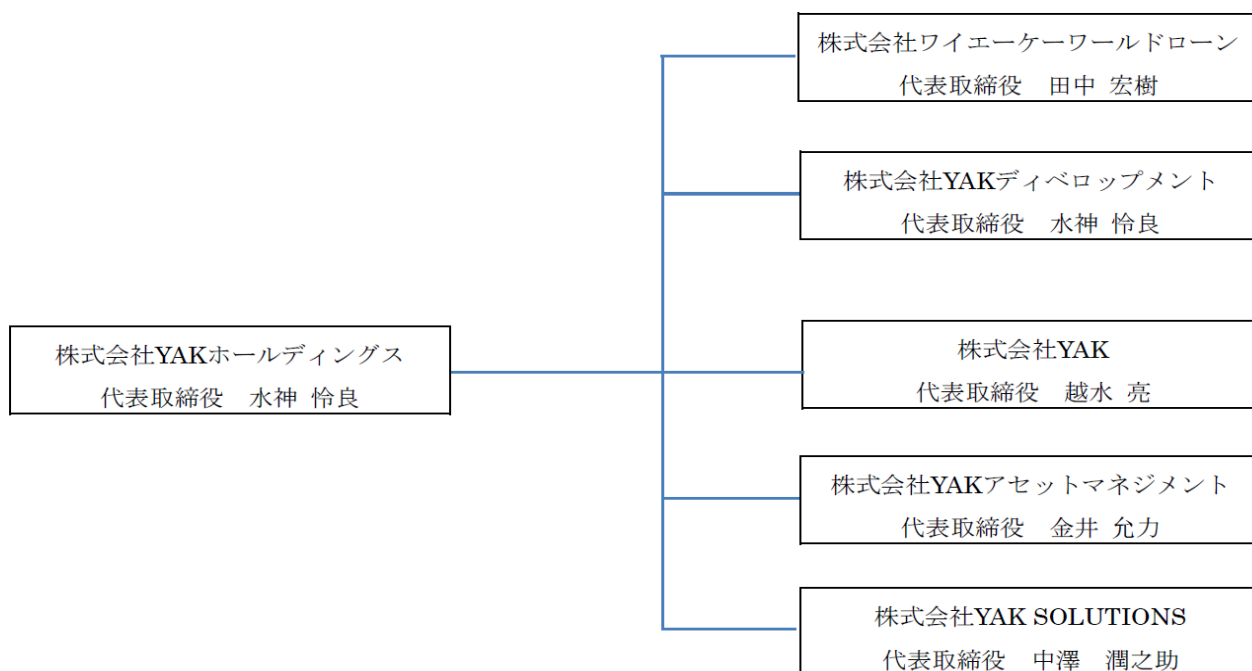 株式会社ワイエーケーワールドローン
代表取締役　田中 宏樹
株式会社YAKディベロップメント
代表取締役　水神 怜良
株式会社YAKホールディングス
代表取締役　水神 怜良
株式会社YAK
代表取締役　越水 亮
株式会社YAKアセットマネジメント
代表取締役　金井 允力
株式会社YAK SOLUTIONS
代表取締役　中澤　潤之助